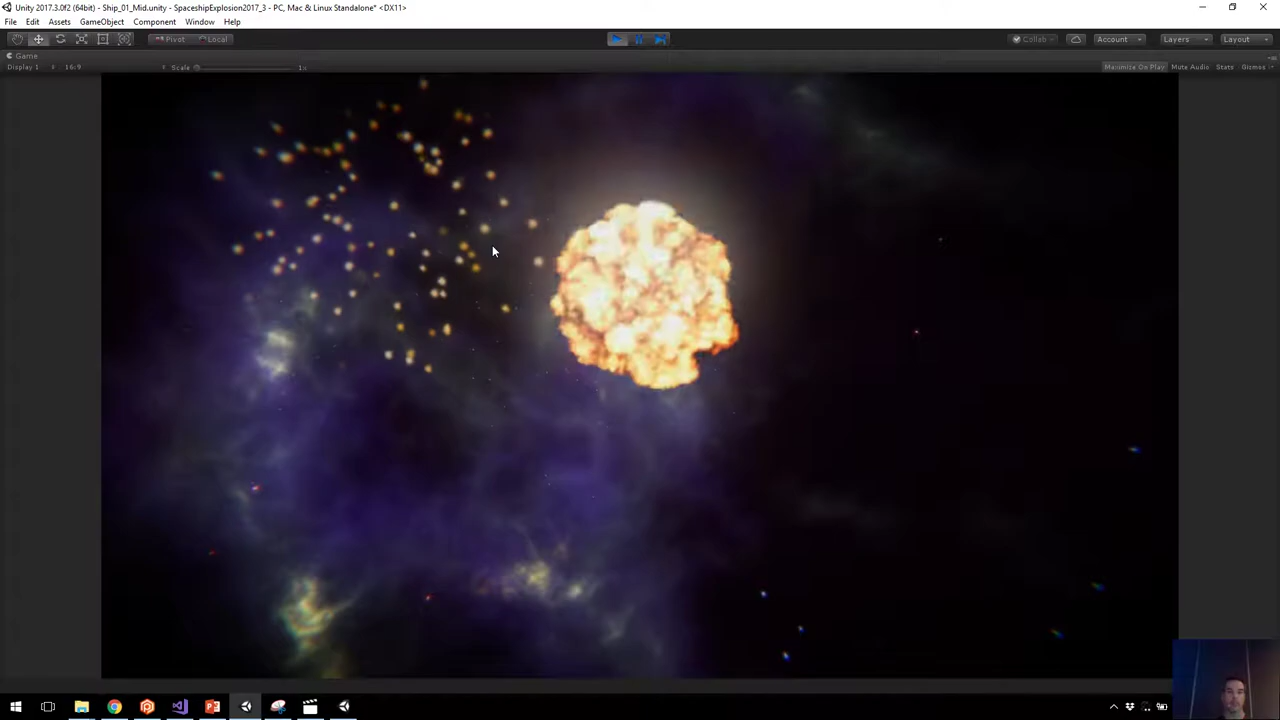 Unity 2017.3.0f2 (64bit) - Ship_01_Mid.unity - SpaceshipExplosion2017_3 - PC, Mac & Linux Standalone* <DX11>
File Edit Assets GameObject Component Window Help
Pivot Local Collab Account Layers Layout
Game
Display 1 16:9 Scale 1x Maximize On Play Mute Audio Stats Gizmos